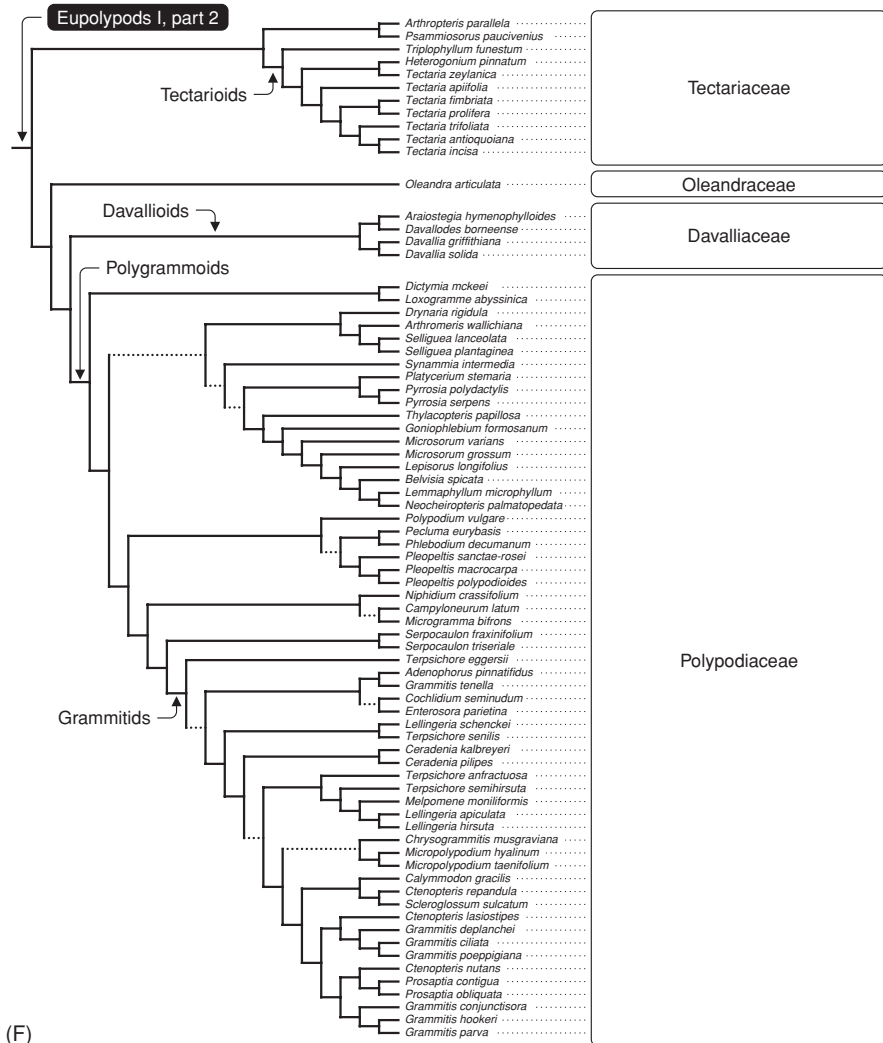 Eupolypods I, part 2
Arthropteris parallela
Psammiosorus paucivenius
Triplophyllum funestum
Heterogonium pinnatum
Tectaria zeylanica
Tectarioids
Tectaria apiifolia
Tectaria fimbriata
Tectaria prolifera
Tectaria trifoliata
Tectaria antioquoiana
Tectaria incisa
Tectariaceae
Oleandra articulata
Oleandraceae
Davallioids
Araiostegia hymenophylloides
Davallodes borneense
Davallia griffithiana
Davallia solida
Davalliaceae
Polygrammoids
Dictymia mckeei
Loxogramme abyssinica
Drynaria rigidula
Arthromeris wallichiana
Selliguea lanceolata
Selliguea plantaginea
Synammia intermedia
Platycerium stemaria
Pyrrosia polydactylis
Pyrrosia serpens
Thylacopteris papillosa
Goniophlebium formosanum
Microsorum varians
Microsorum grossum
Lepisorus longifolius
Belvisia spicata
Lemmaphyllum microphyllum
Neocheiropteris palmatopedata
Polypodium vulgare
Pecluma eurybasis
Phlebodium decumanum
Pleopeltis sanctae-rosei
Pleopeltis macrocarpa
Pleopeltis polypodioides
Niphidium crassifolium
Campyloneurum latum
Microgramma bifrons
Serpocaulon fraxinifolium
Serpocaulon triseriale
Terpsichore eggersii
Polypodiaceae
Adenophorus pinnatifidus
Grammitis tenella
Cochlidium seminudum
Enterosora parietina
Grammitids
Lellingeria schenckei
Terpsichore senilis
Ceradenia kalbreyeri
Ceradenia pilipes
Terpsichore anfractuosa
Terpsichore semihirsuta
Melpomene moniliformis
Lellingeria apiculata
Lellingeria hirsuta
Chrysogrammitis musgraviana
Micropolypodium hyalinum
Micropolypodium taenifolium
Calymmodon gracilis
Ctenopteris repandula
Scleroglossum sulcatum
Ctenopteris lasiostipes
Grammitis deplanchei
Grammitis ciliata
Grammitis poeppigiana
Ctenopteris nutans
Prosaptia contigua
Prosaptia obliquata
Grammitis conjunctisora
Grammitis hookeri
Grammitis parva
(F)